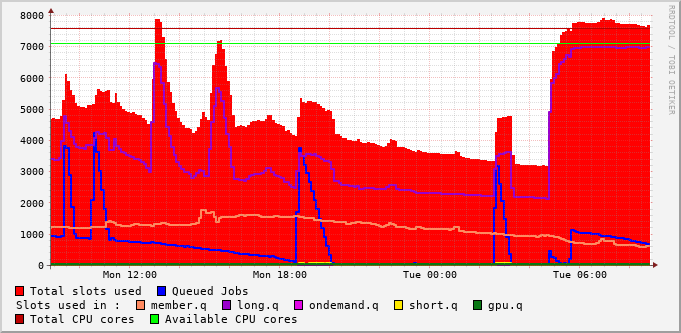 8000
7000
6000
5000
4000
3000
2000
1000
0
Mon 12:00 Mon 18:00 Tue 00:00 Tue 06:00
RRDTOOL / TOBI OETIKER
Total slots used Queued Jobs
Slots used in : member.q long.q ondemand.q short.q gpu.q
Total CPU cores Available CPU cores